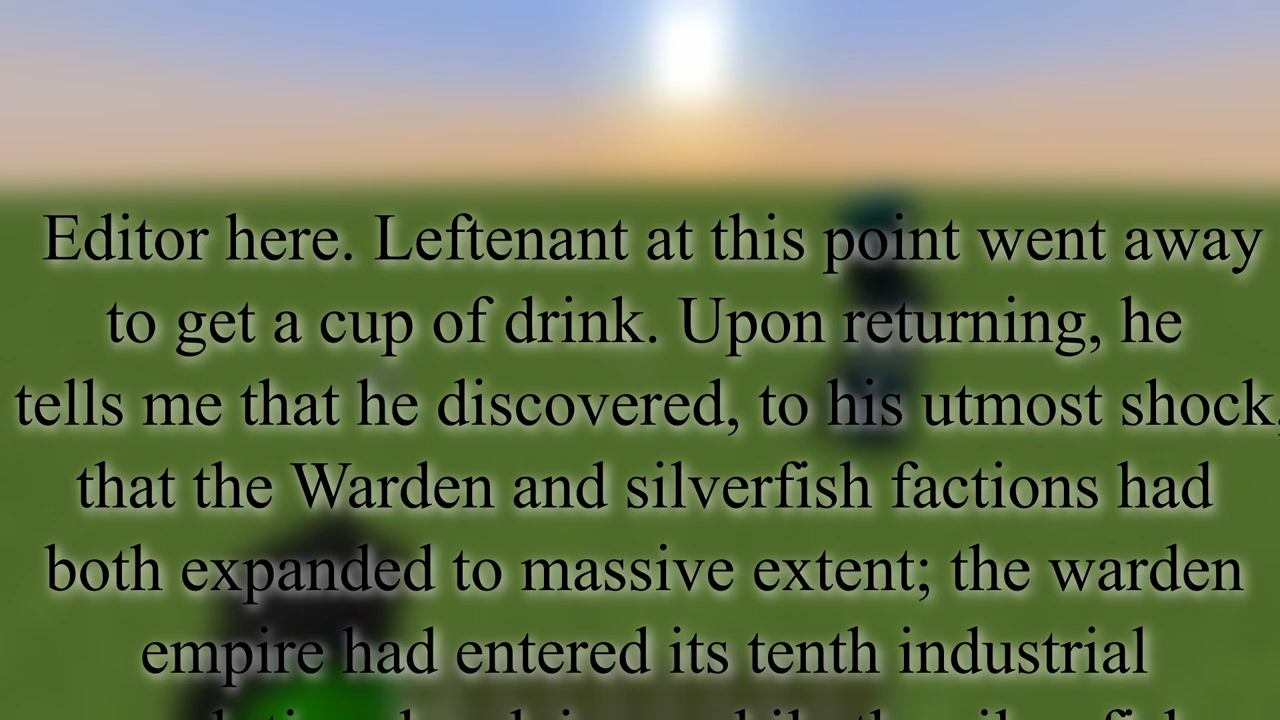 Editor here. Leftenant at this point went away
to get a cup of drink. Upon returning, he
tells me that he discovered, to his utmost shock,
that the Warden and silverfish factions had
both expanded to massive extent; the warden
empire had entered its tenth industrial